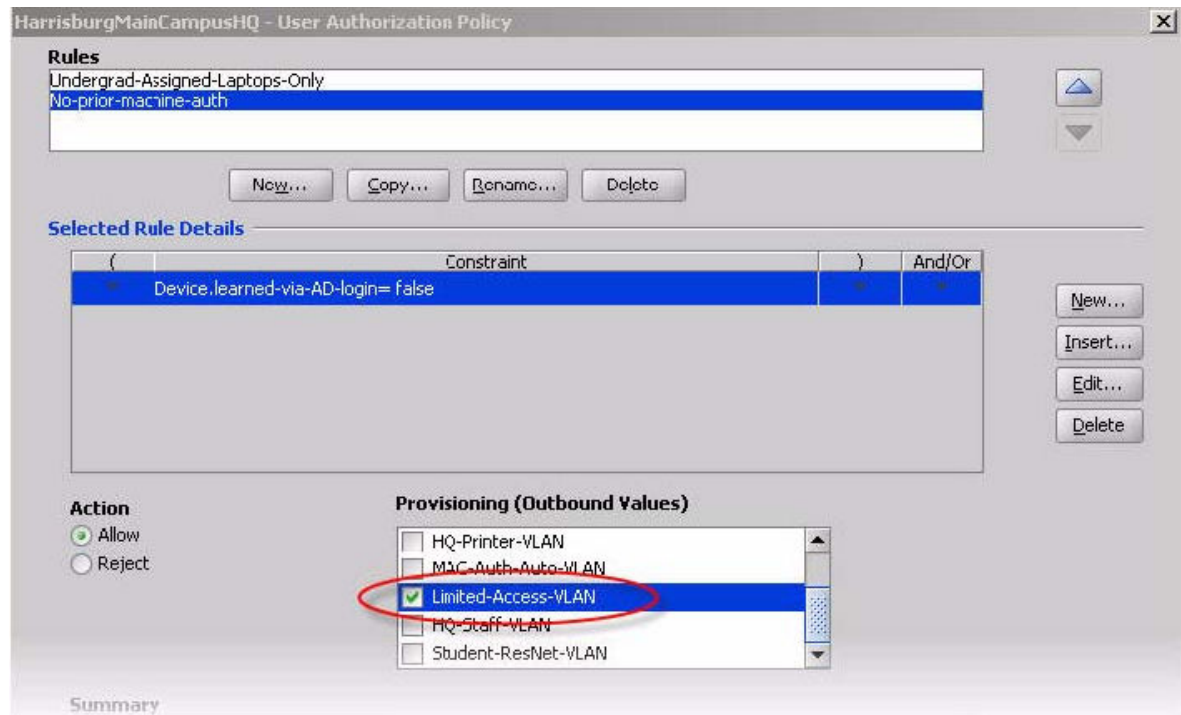 HarrisburgMainCampusHQ - User Authorization Policy
Rules
Undergrad-Assigned-Laptops-Only
No-prior-machine-auth
New...
Copy...
Rename...
Delete
Selected Rule Details
( Constraint ) And/Or
Device.learned-via-AD-login= false
New...
Insert...
Edit...
Delete
Action
Allow
Reject
Provisioning (Outbound Values)
HQ-Printer-VLAN
MAC-Auth-Auto-VLAN
Limited-Access-VLAN
HQ-Staff-VLAN
Student-ResNet-VLAN
Summary